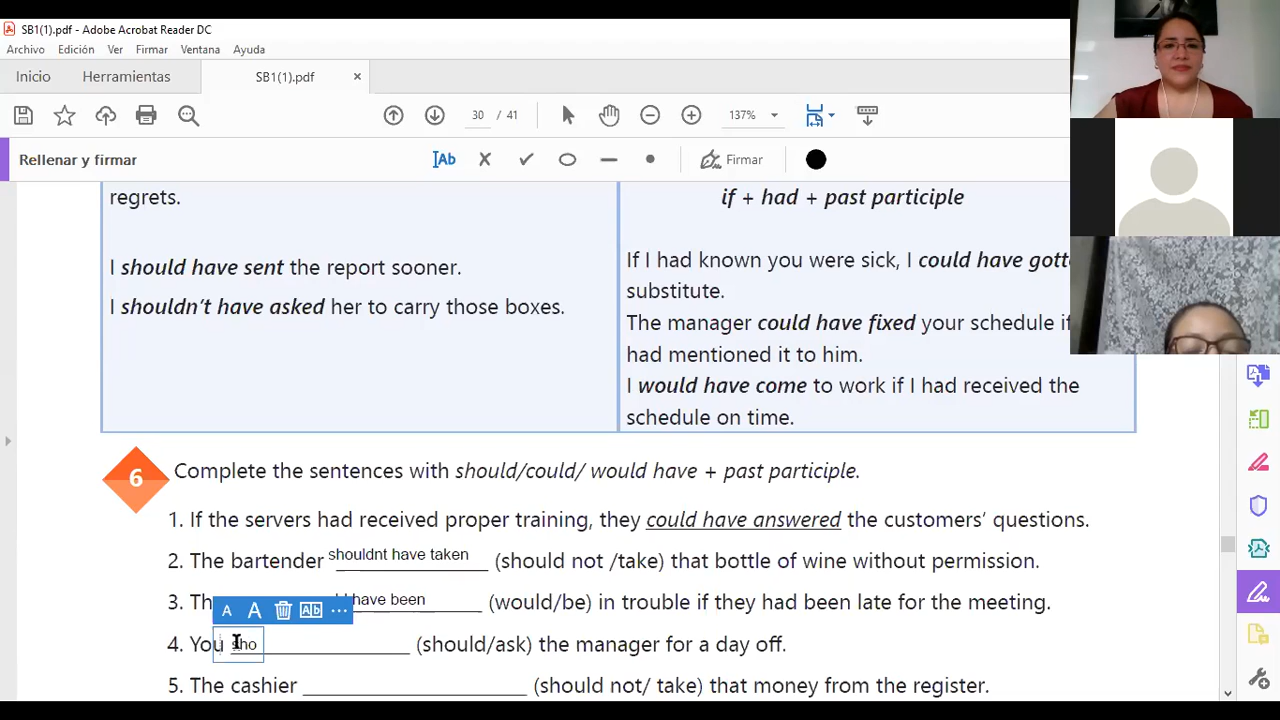 SB1(1).pdf - Adobe Acrobat Reader DC
Archivo Edición Ver Firmar Ventana Ayuda
Inicio Herramientas SB1(1).pdf ×
30 / 41 137%
Rellenar y firmar Ab Firmar
regrets. if + had + past participle
I should have sent the report sooner.
I shouldn't have asked her to carry those boxes.
If I had known you were sick, I could have gott
substitute.
The manager could have fixed your schedule if
had mentioned it to him.
I would have come to work if I had received the
schedule on time.
6 Complete the sentences with should/could/ would have + past participle.
1. If the servers had received proper training, they could have answered the customers' questions.
2. The bartender shouldnt have taken (should not /take) that bottle of wine without permission.
A A Ab ...
3. Th have been (would/be) in trouble if they had been late for the meeting.
4. You sho (should/ask) the manager for a day off.
5. The cashier (should not/ take) that money from the register.